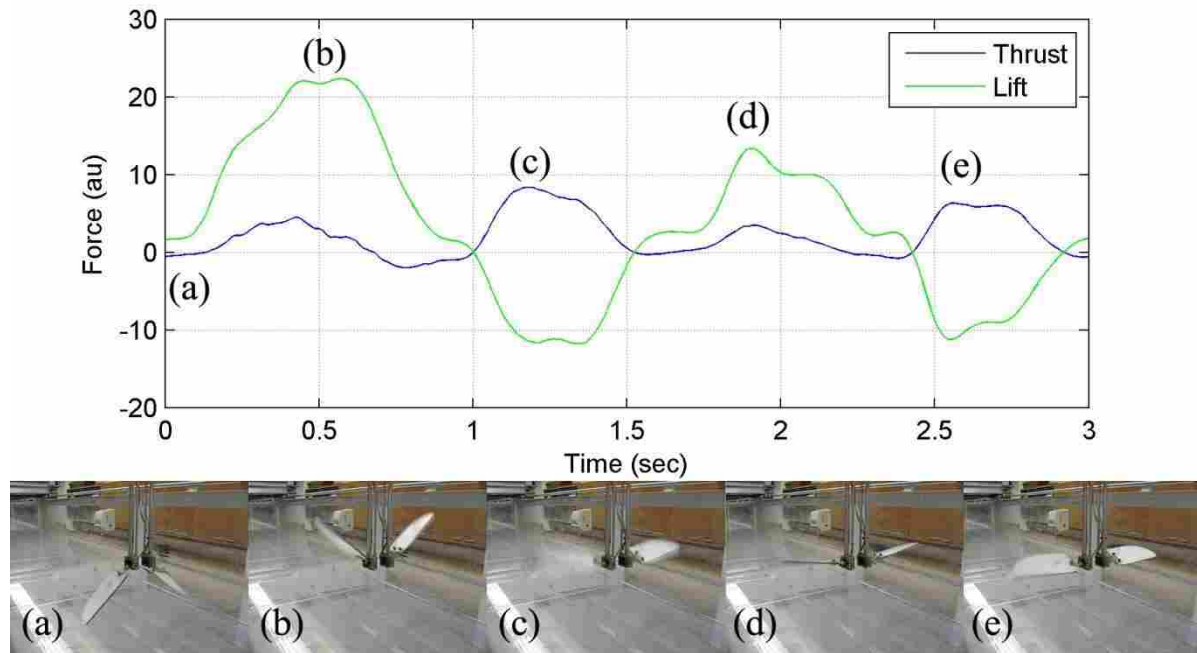 30
(b)
Thrust
Lift
20
(d)
(c)
(e)
10
Force (au)
0
(a)
-10
-20
0
0.5
1
1.5
2
2.5
3
Time (sec)
(a)
(b)
(c)
(d)
(e)